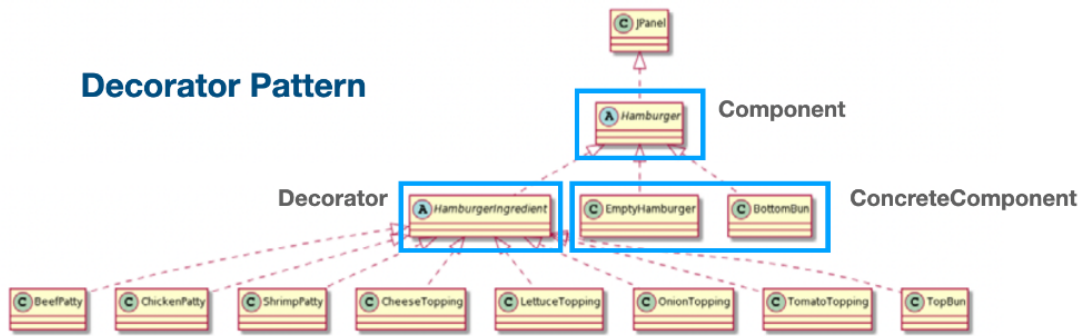 C JPanel
Decorator Pattern
A Hamburger
Component
Decorator
A HamburgerIngredient
C EmptyHamburger
C BottomBun
ConcreteComponent
C BeefPatty
C ChickenPatty
C ShrimpPatty
C CheeseTopping
C LettuceTopping
C OnionTopping
C TomatoTopping
C TopBun